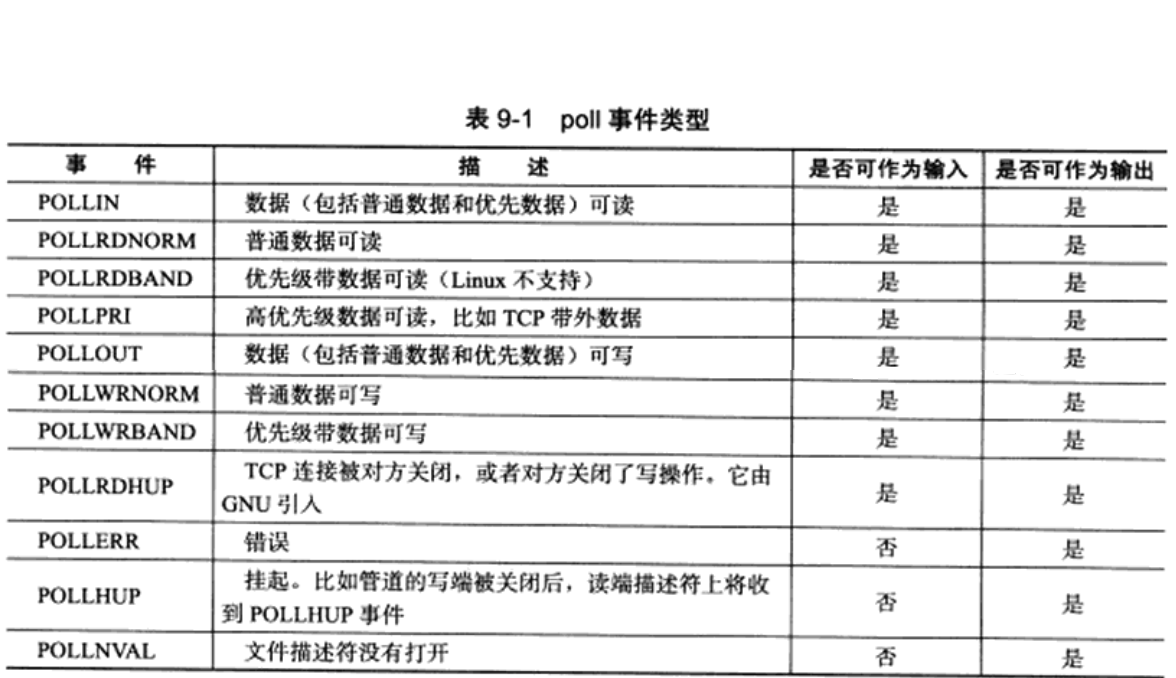 表 9-1 poll 事件类型
事 件 描 述 是否可作为输入 是否可作为输出
POLLIN 数据（包括普通数据和优先数据）可读 是 是
POLLRDNORM 普通数据可读 是 是
POLLRDBAND 优先级带数据可读（Linux 不支持） 是 是
POLLPRI 高优先级数据可读，比如 TCP 带外数据 是 是
POLLOUT 数据（包括普通数据和优先数据）可写 是 是
POLLWRNORM 普通数据可写 是 是
POLLWRBAND 优先级带数据可写 是 是
POLLRDHUP TCP 连接被对方关闭，或者对方关闭了写操作。它由
GNU 引入 是 是
POLLERR 错误 否 是
POLLHUP 挂起。比如管道的写端被关闭后，读端描述符上将收
到 POLLHUP 事件 否 是
POLLNVAL 文件描述符没有打开 否 是